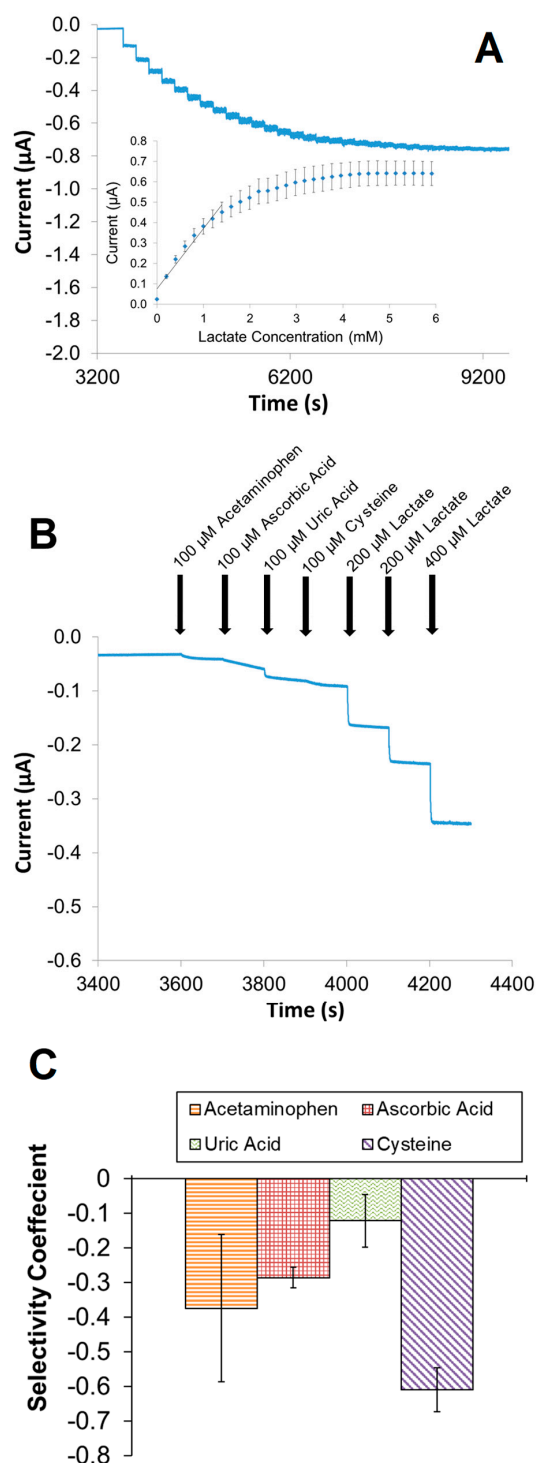 A
0.0
-0.2
-0.4
-0.6
-0.8
-1.0
-1.2
-1.4
-1.6
-1.8
-2.0
Current (µA)
0.8
0.7
0.6
0.5
0.4
0.3
0.2
0.1
0.0
Current (µA)
0 1 2 3 4 5 6
Lactate Concentration (mM)
3200 6200 9200
Time (s)
B
100 µM Acetaminophen
100 µM Ascorbic Acid
100 µM Uric Acid
100 µM Cysteine
200 µM Lactate
200 µM Lactate
400 µM Lactate
0.0
-0.1
-0.2
-0.3
-0.4
-0.5
-0.6
Current (µA)
3400 3600 3800 4000 4200 4400
Time (s)
C
Acetaminophen Ascorbic Acid
Uric Acid Cysteine
0
-0.1
-0.2
-0.3
-0.4
-0.5
-0.6
-0.7
-0.8
Selectivity Coeffecient